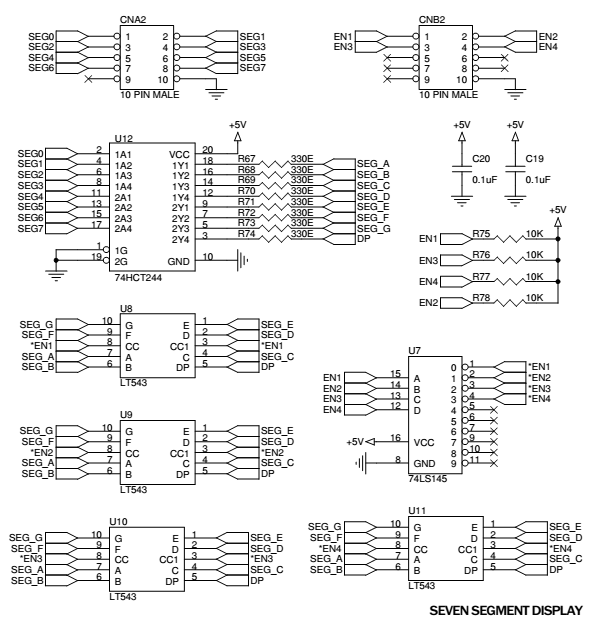 CNA2
SEG0 1 2 SEG1
SEG2 3 4 SEG3
SEG4 5 6 SEG5
SEG6 7 8 SEG7
9 10
10 PIN MALE
CNB2
EN1 1 2 EN2
EN3 3 4 EN4
5 6
7 8
9 10
10 PIN MALE
U12
+5V
SEG0 2 1A1 VCC 20
SEG1 4 1A2 1Y1 18 R67 330E SEG_A
SEG2 6 1A3 1Y2 16 R68 330E SEG_B
SEG3 8 1A4 1Y3 14 R69 330E SEG_C
SEG4 11 2A1 1Y4 12 R70 330E SEG_D
SEG5 13 2A2 2Y1 9 R71 330E SEG_E
SEG6 15 2A3 2Y2 7 R72 330E SEG_F
SEG7 17 2A4 2Y3 5 R73 330E SEG_G
2Y4 3 R74 330E DP
1 1G
19 2G GND 10
74HCT244
+5V +5V
C20 C19
0.1uF 0.1uF
+5V
EN1 R75 10K
EN3 R76 10K
EN4 R77 10K
EN2 R78 10K
U8
SEG_G 10 G E 1 SEG_E
SEG_F 9 F D 2 SEG_D
*EN1 8 CC CC1 3 *EN1
SEG_A 7 A C 4 SEG_C
SEG_B 6 B DP 5 DP
LT543
U7
0 1 *EN1
EN1 15 A 1 2 *EN2
EN2 14 B 2 3 *EN3
EN3 13 C 3 4 *EN4
EN4 12 D 4 5
5 6
6 7
+5V 16 VCC 7 9
8 10
8 GND 9 11
74LS145
U9
SEG_G 10 G E 1 SEG_E
SEG_F 9 F D 2 SEG_D
*EN2 8 CC CC1 3 *EN2
SEG_A 7 A C 4 SEG_C
SEG_B 6 B DP 5 DP
LT543
U10
SEG_G 10 G E 1 SEG_E
SEG_F 9 F D 2 SEG_D
*EN3 8 CC CC1 3 *EN3
SEG_A 7 A C 4 SEG_C
SEG_B 6 B DP 5 DP
LT543
U11
SEG_G 10 G E 1 SEG_E
SEG_F 9 F D 2 SEG_D
*EN4 8 CC CC1 3 *EN4
SEG_A 7 A C 4 SEG_C
SEG_B 6 B DP 5 DP
LT543
SEVEN SEGMENT DISPLAY